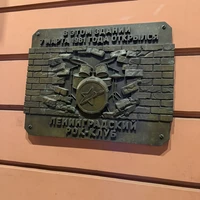 В ЭТОМ ЗДАНИИ
7 МАРТА 1981 ГОДА ОТКРЫЛСЯ
ЛЕНИНГРАДСКИЙ
РОК-КЛУБ